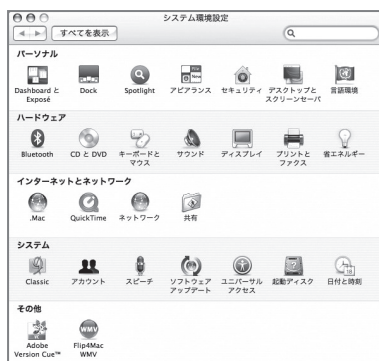 システム環境設定
すべてを表示
パーソナル
Dashboard と Exposé
Dock
Spotlight
アピアランス
セキュリティ
デスクトップと スクリーンセーバ
言語環境
ハードウェア
Bluetooth
CD と DVD
キーボードと マウス
サウンド
ディスプレイ
プリントと ファクス
省エネルギー
インターネットとネットワーク
.Mac
QuickTime
ネットワーク
共有
システム
Classic
アカウント
スピーチ
ソフトウェア アップデート
ユニバーサル アクセス
起動ディスク
日付と時刻
その他
Adobe Version Cue™
Flip4Mac WMV